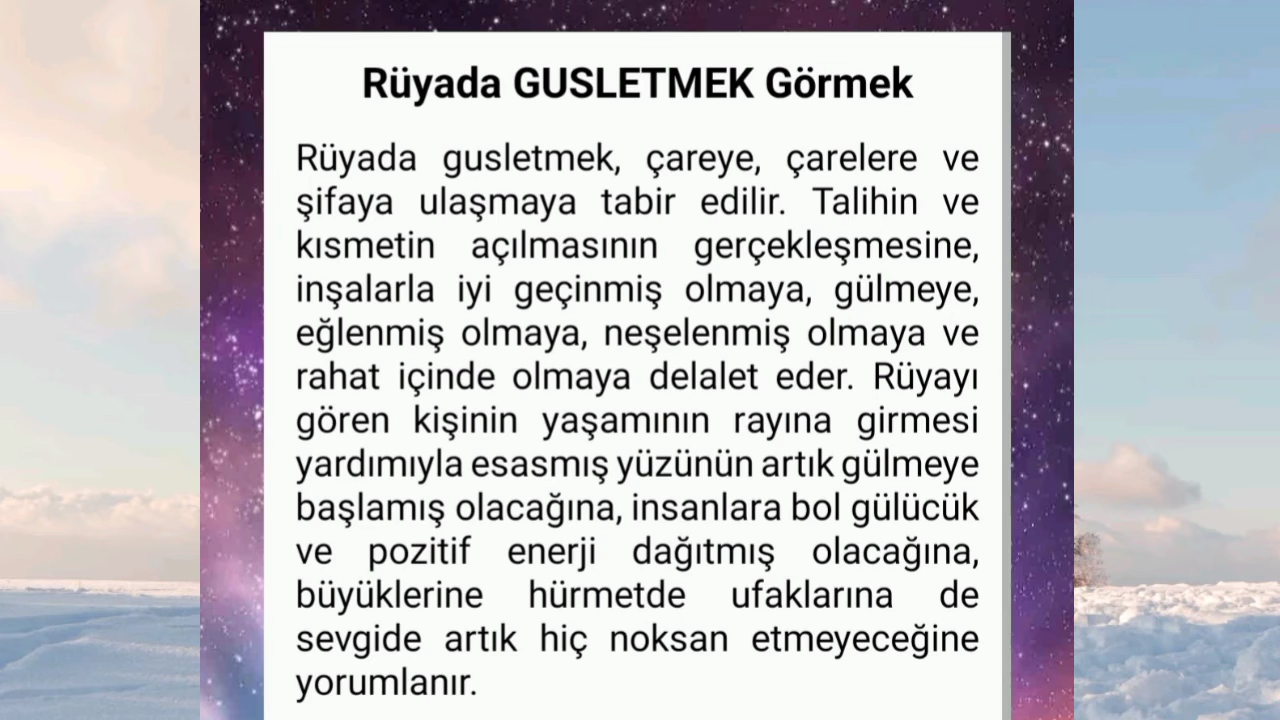 Rüyada GUSLETMEK Görmek
Rüyada gusletmek, çareye, çarelere ve
şifaya ulaşmaya tabir edilir. Talihin ve
kısmetin açılmasının gerçekleşmesine,
inşalarla iyi geçinmiş olmaya, gülmeye,
eğlenmiş olmaya, neşelenmiş olmaya ve
rahat içinde olmaya delalet eder. Rüyayı
gören kişinin yaşamının rayına girmesi
yardımıyla esasmış yüzünün artık gülmeye
başlamış olacağına, insanlara bol gülücük
ve pozitif enerji dağıtmış olacağına,
büyüklerine hürmetde ufaklarına de
sevgide artık hiç noksan etmeyeceğine
yorumlanır.